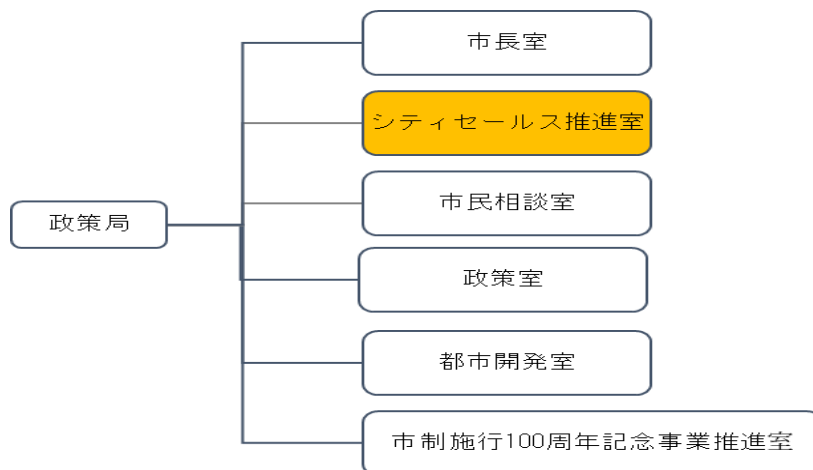 市長室
シティセールス推進室
市民相談室
政策局
政策室
都市開発室
市制施行100周年記念事業推進室